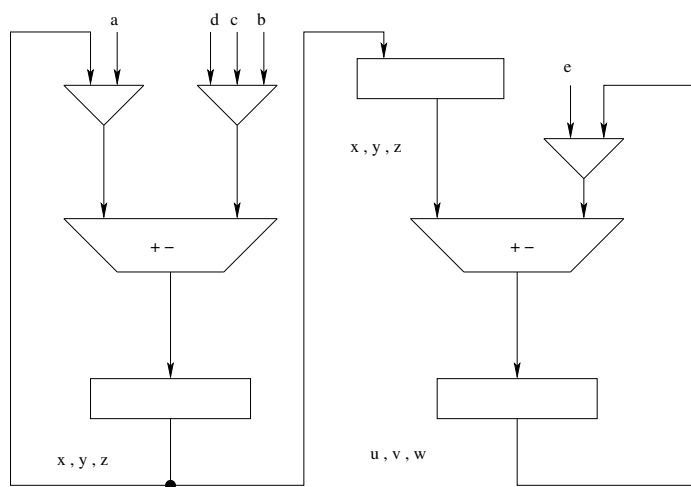 a
d c b
e
x , y , z
+ −
+ −
x , y , z
u , v , w